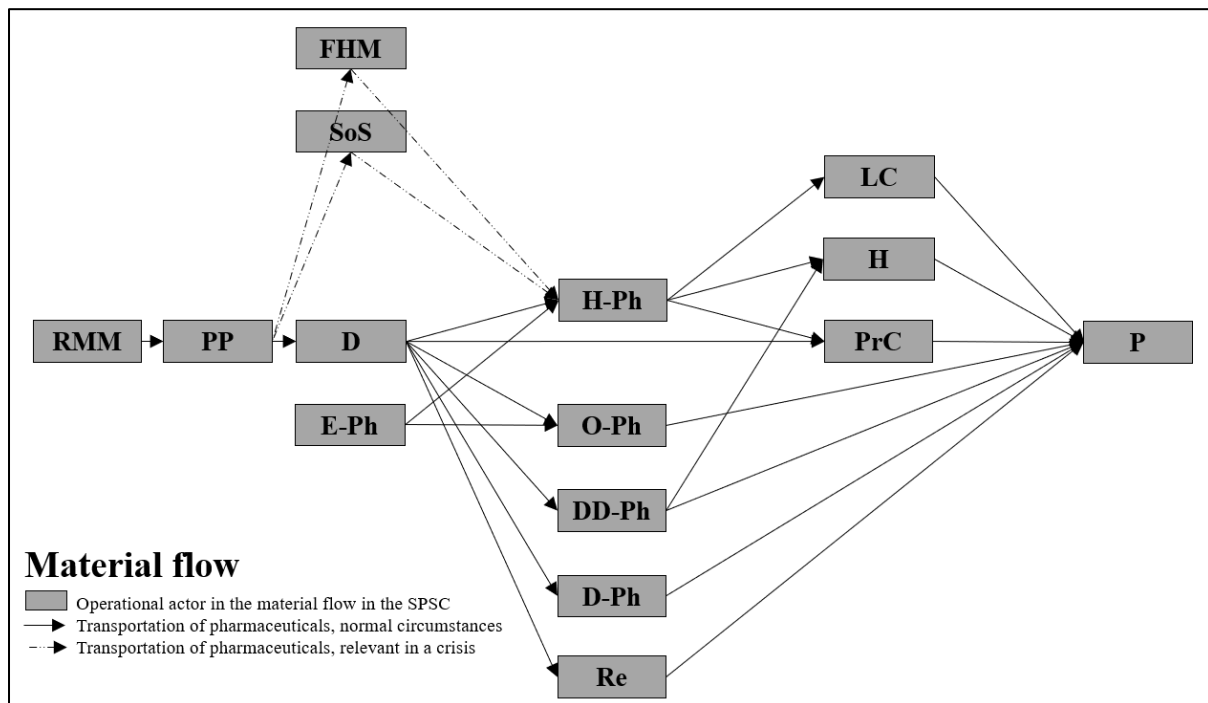 FHM
SoS
LC
H
H-Ph
RMM
PP
D
PrC
P
E-Ph
O-Ph
DD-Ph
D-Ph
Re
Material flow
Operational actor in the material flow in the SPSC
Transportation of pharmaceuticals, normal circumstances
Transportation of pharmaceuticals, relevant in a crisis